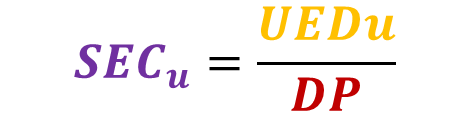 SECu = UEDu / DP